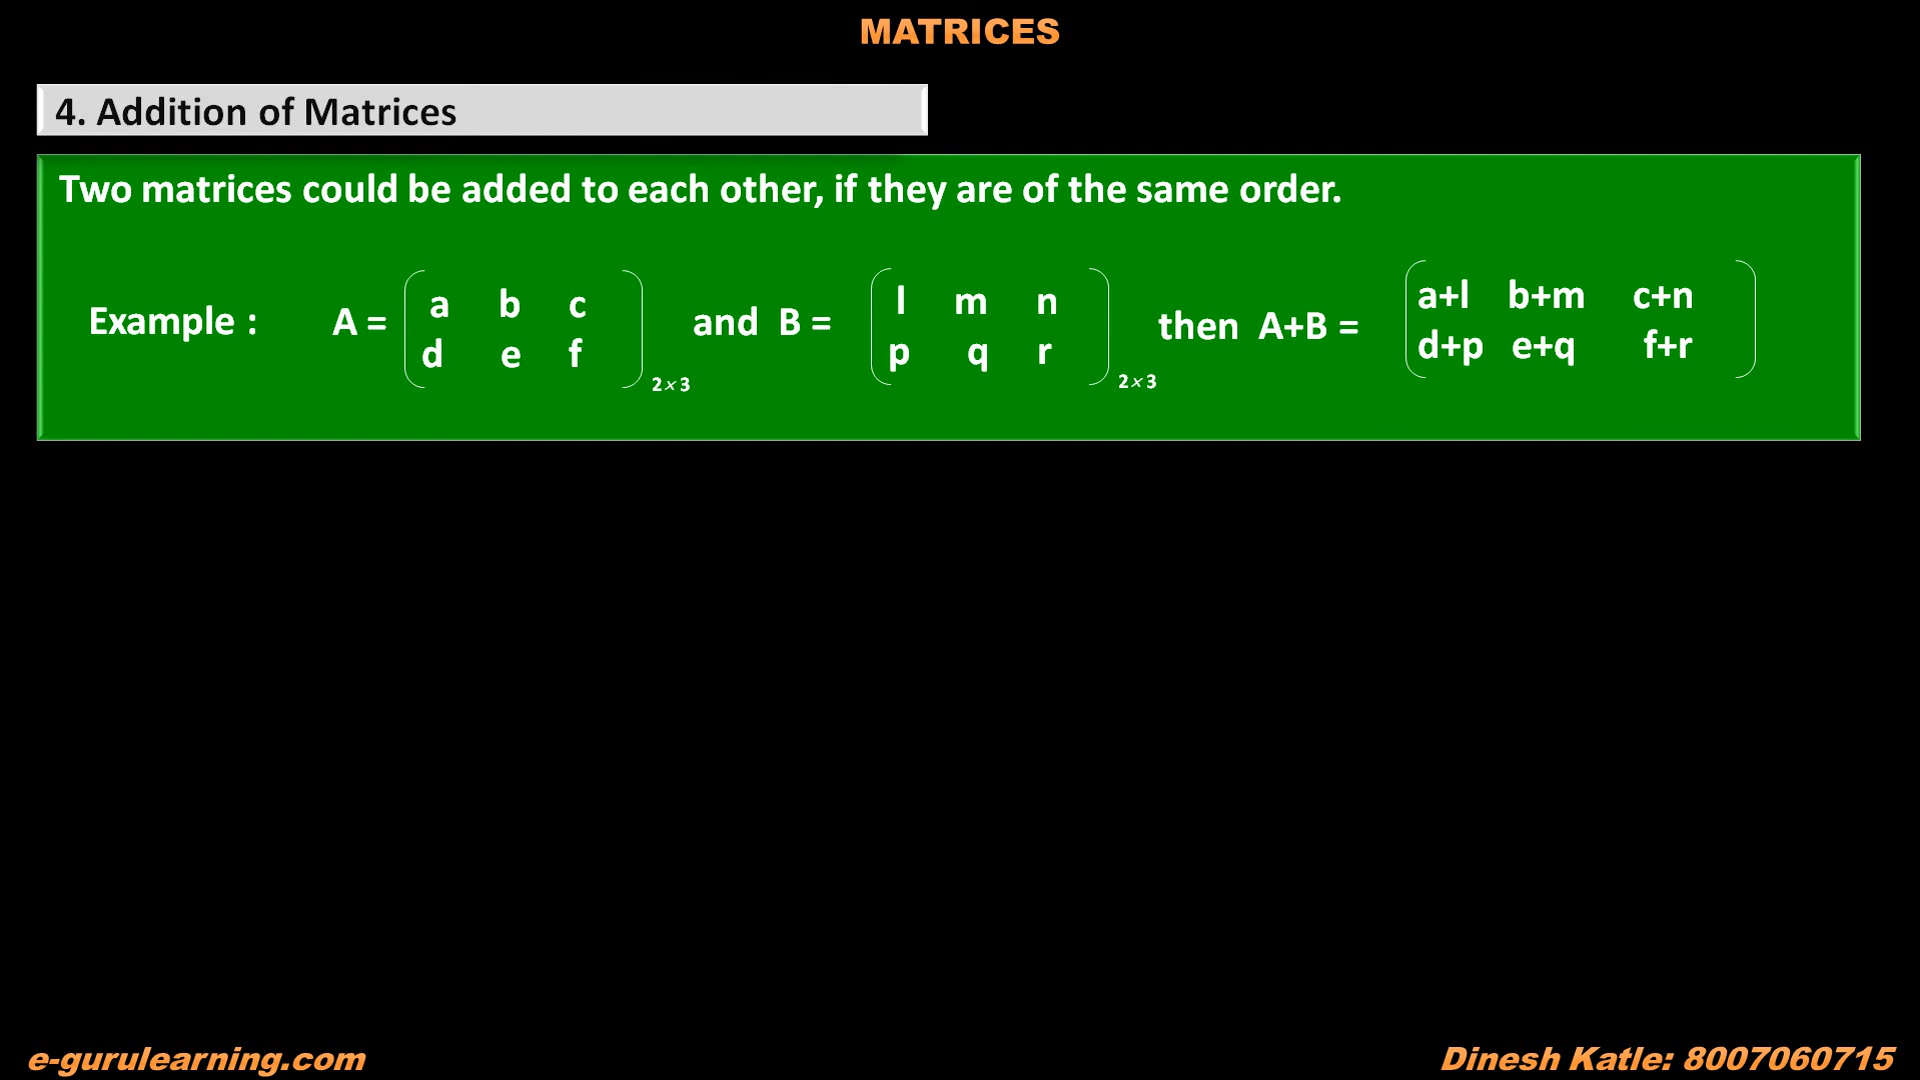 MATRICES
4. Addition of Matrices
Two matrices could be added to each other, if they are of the same order.
Example : A = a b c and B = l m n then A+B = a+l b+m c+n
d e f p q r d+p e+q f+r
2×3 2×3
e-gurulearning.com Dinesh Katle: 8007060715